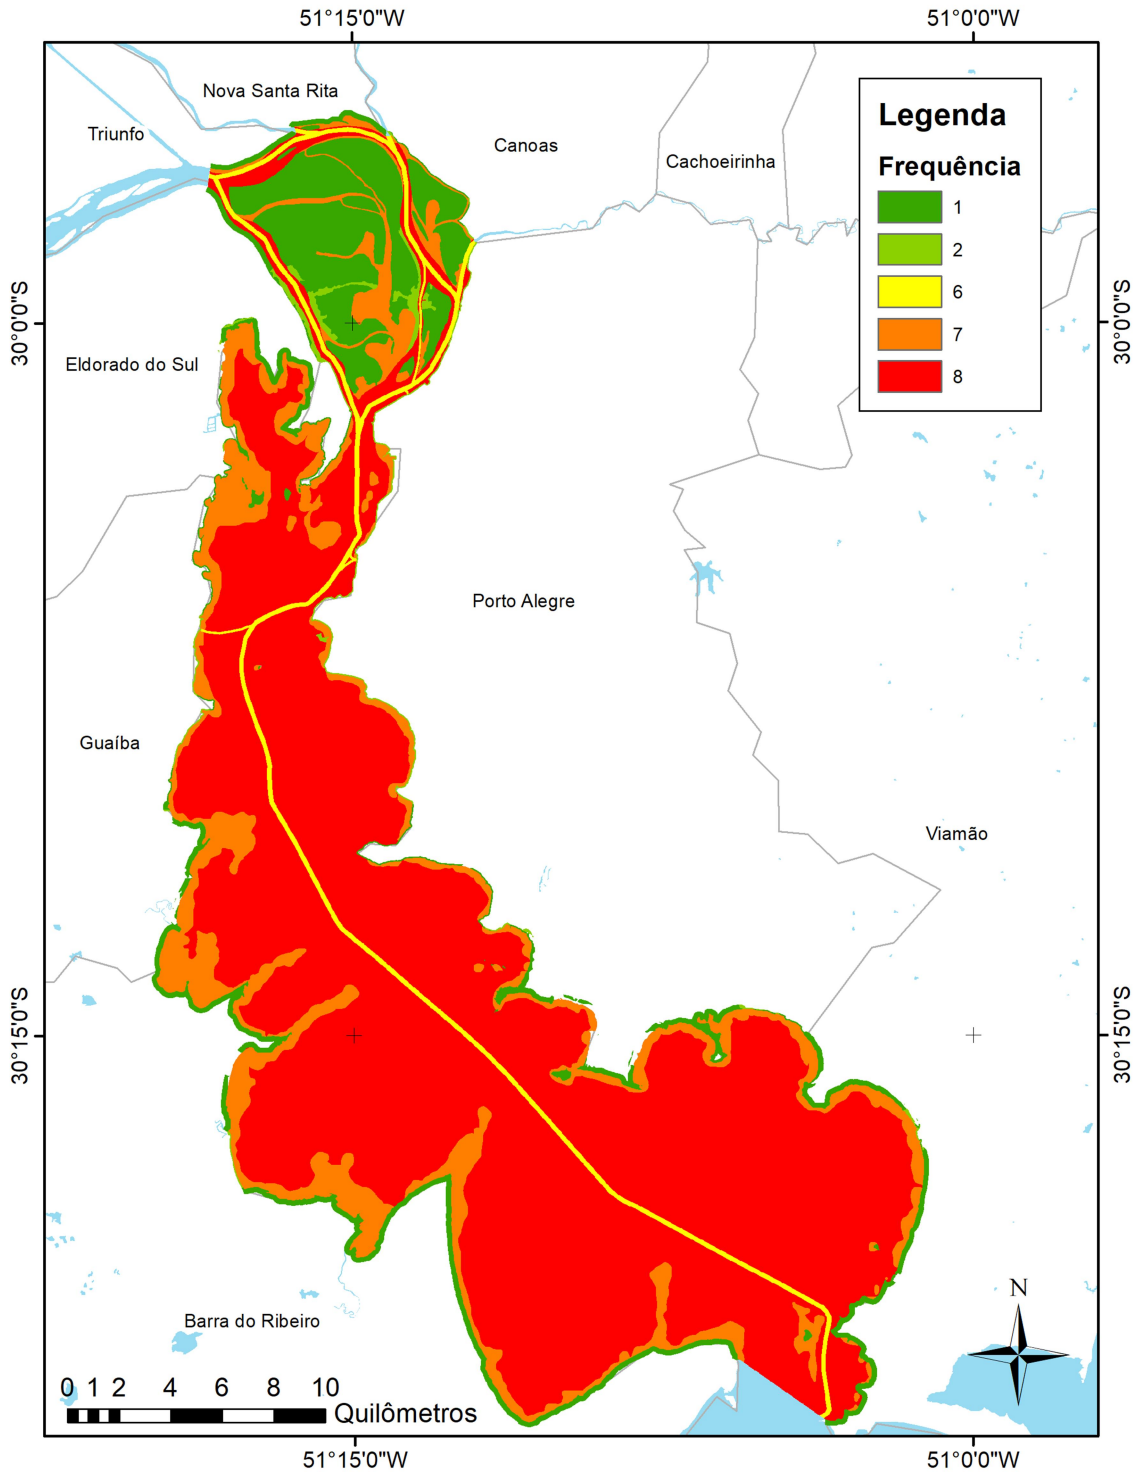 51°15'0"W
51°0'0"W
Nova Santa Rita
Triunfo
Canoas
Cachoeirinha
Legenda
Frequência
1
2
6
7
8
30°0'0"S
30°0'0"S
Eldorado do Sul
Porto Alegre
Guaíba
Viamão
30°15'0"S
30°15'0"S
Barra do Ribeiro
N
0 1 2 4 6 8 10
Quilômetros
51°15'0"W
51°0'0"W